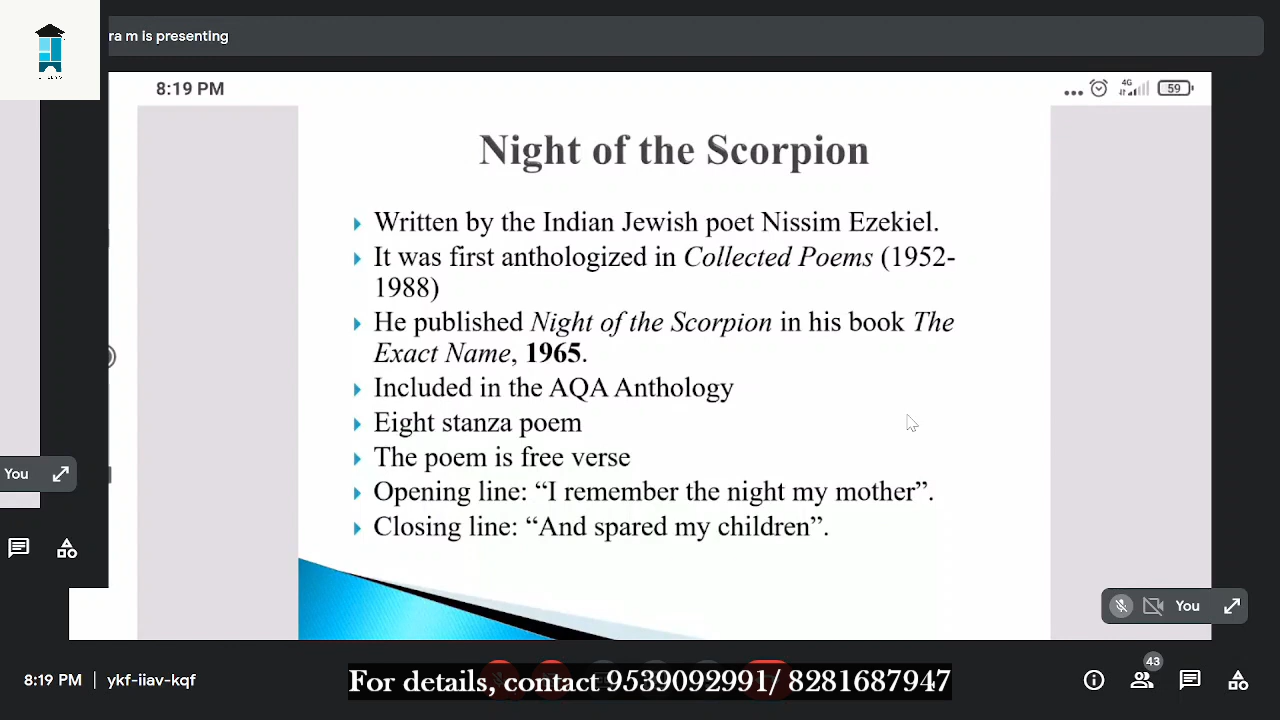 ra m is presenting
8:19 PM
4G
59
Night of the Scorpion
Written by the Indian Jewish poet Nissim Ezekiel.
It was first anthologized in Collected Poems (1952-
1988)
He published Night of the Scorpion in his book The
Exact Name, 1965.
Included in the AQA Anthology
Eight stanza poem
The poem is free verse
Opening line: “I remember the night my mother”.
Closing line: “And spared my children”.
You
You
8:19 PM | ykf-iiav-kqf
For details, contact 9539092991/ 8281687947
43